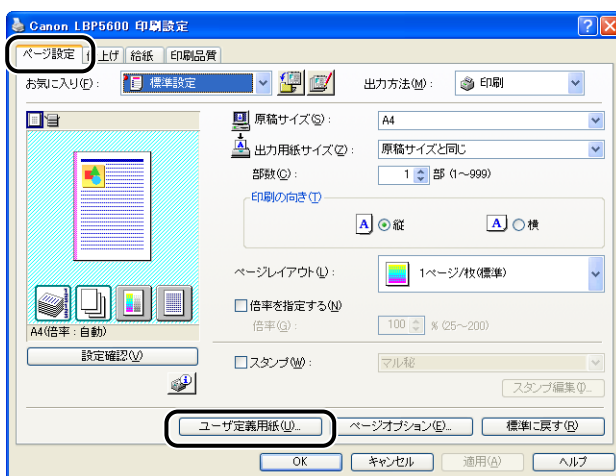 Canon LBP5600 印刷設定
ページ設定 上げ 給紙 印刷品質
お気に入り(F): 標準設定 出力方法(M): 印刷
原稿サイズ(S): A4
出力用紙サイズ(Z): 原稿サイズと同じ
部数(C): 1 部 (1～999)
印刷の向き(T)
A 縦 A 横
ページレイアウト(L): 1ページ/枚(標準)
倍率を指定する(N)
倍率(G): 100 % (25～200)
A4(倍率:自動)
設定確認(V)
スタンプ(W): マル秘
スタンプ編集(I)...
ユーザ定義用紙(U)... ページオプション(E)... 標準に戻す(R)
OK キャンセル 適用(A) ヘルプ